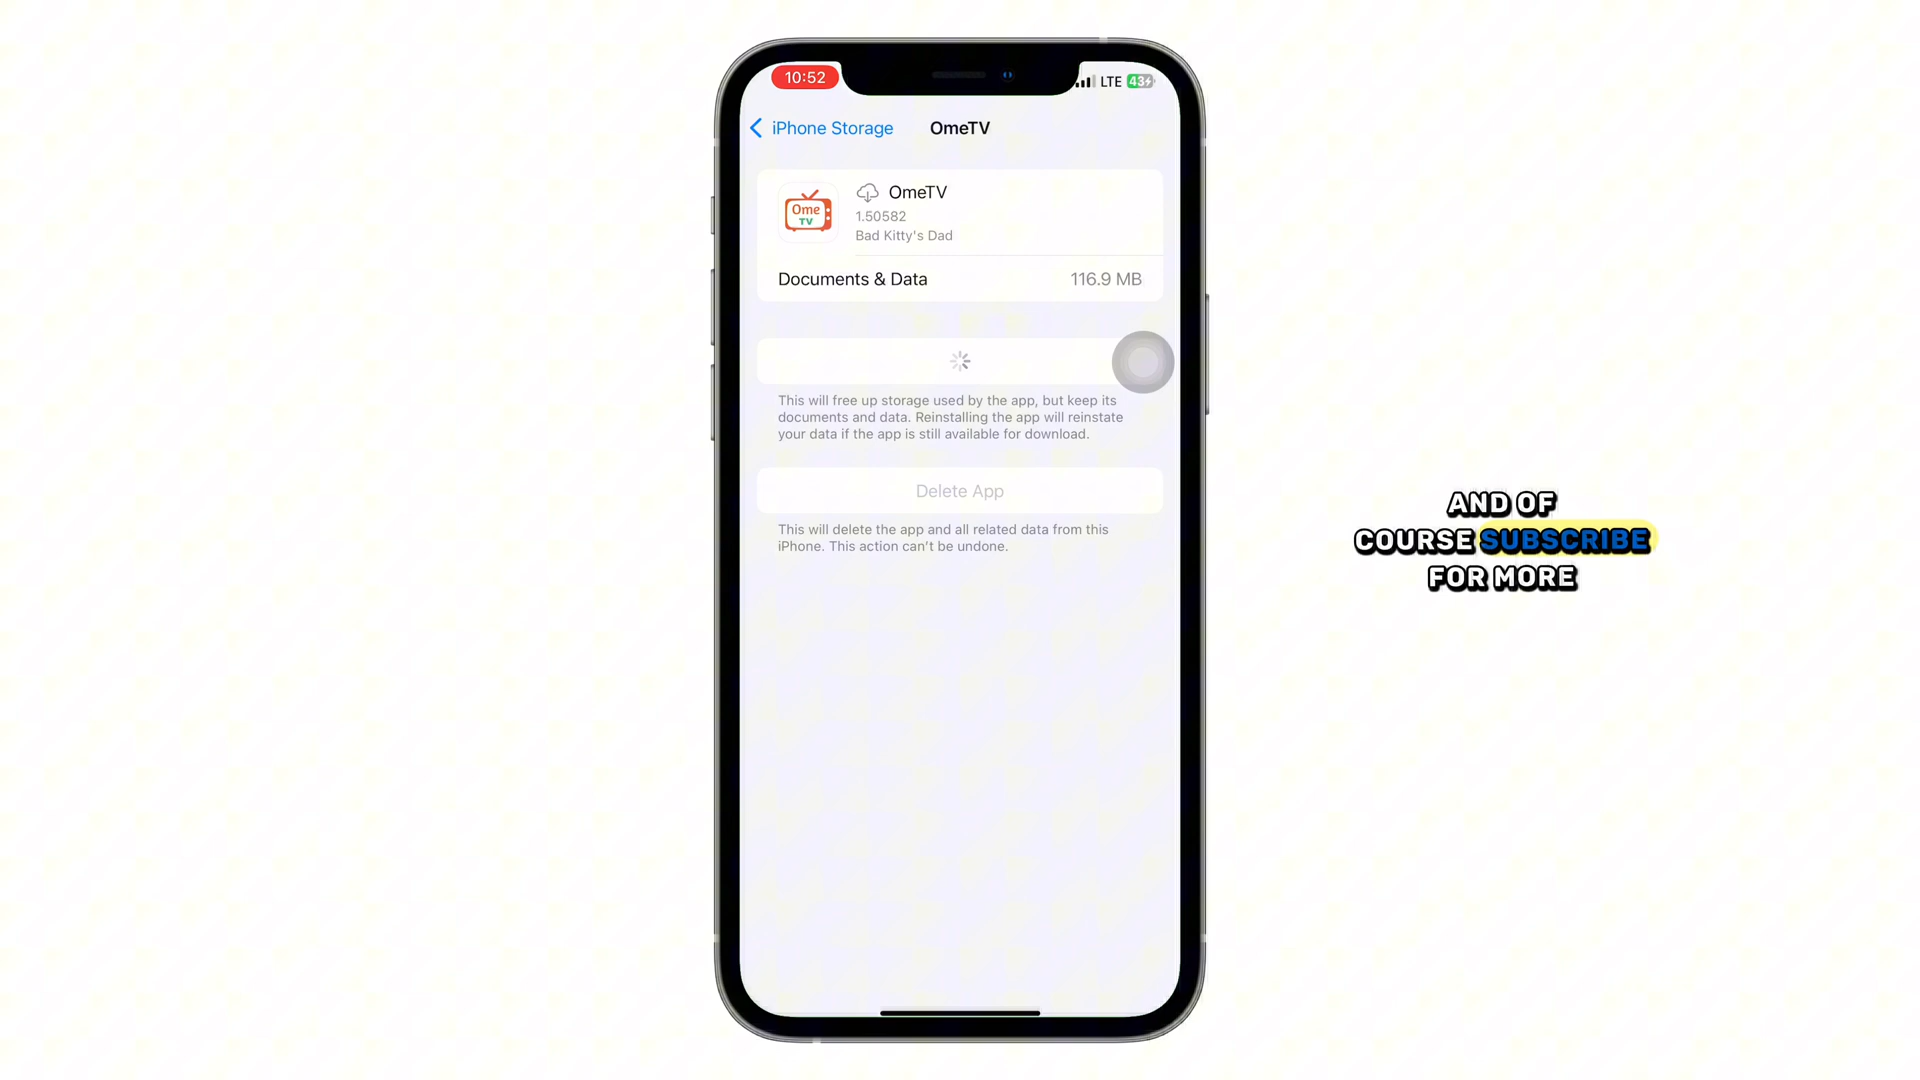 10:52
LTE 43
iPhone Storage OmeTV
Ome
TV
OmeTV
1.50582
Bad Kitty's Dad
Documents & Data 116.9 MB
This will free up storage used by the app, but keep its
documents and data. Reinstalling the app will reinstate
your data if the app is still available for download.
Delete App
This will delete the app and all related data from this
iPhone. This action can’t be undone.
AND OF
COURSE SUBSCRIBE
FOR MORE